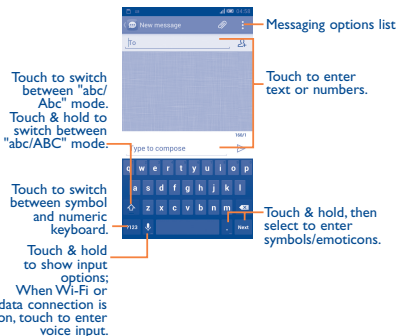 04:58
New message
Messaging options list
To
Touch to enter
text or numbers.
Touch to switch
between "abc/
Abc" mode.
Touch & hold to
switch between
"abc/ABC" mode.
160/1
Type to compose
q w e r t y u i o p
a s d f g h j k l
z x c v b n m
?123
.
Next
Touch to switch
between symbol
and numeric
keyboard.
Touch & hold, then
select to enter
symbols/emoticons.
Touch & hold
to show input
options;
When Wi-Fi or
data connection is
on, touch to enter
voice input.